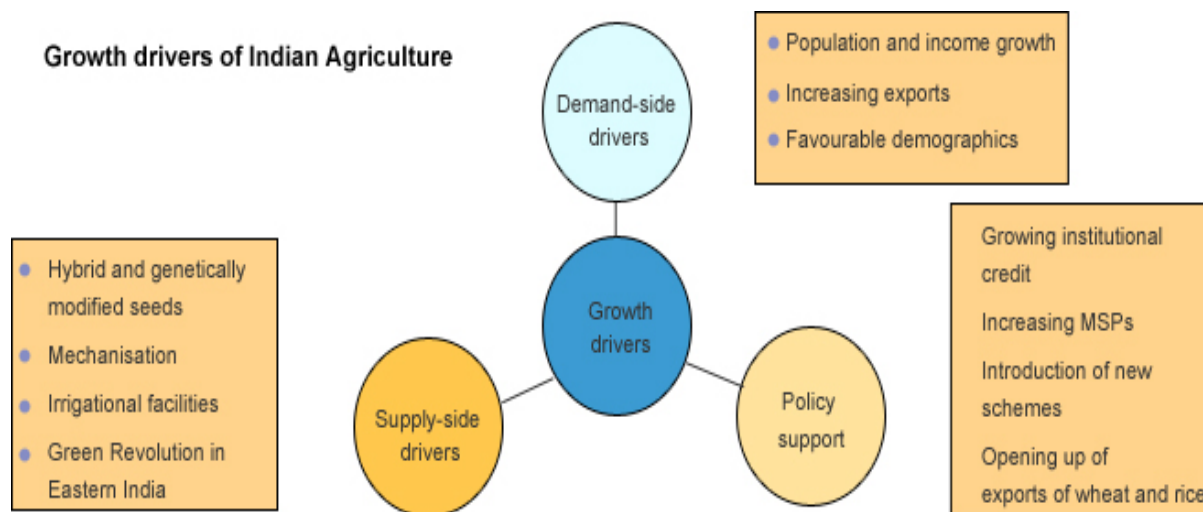 Growth drivers of Indian Agriculture
Demand-side
drivers
Population and income growth
Increasing exports
Favourable demographics
Growth
drivers
Hybrid and genetically
modified seeds
Mechanisation
Irrigational facilities
Green Revolution in
Eastern India
Supply-side
drivers
Policy
support
Growing institutional
credit
Increasing MSPs
Introduction of new
schemes
Opening up of
exports of wheat and rice